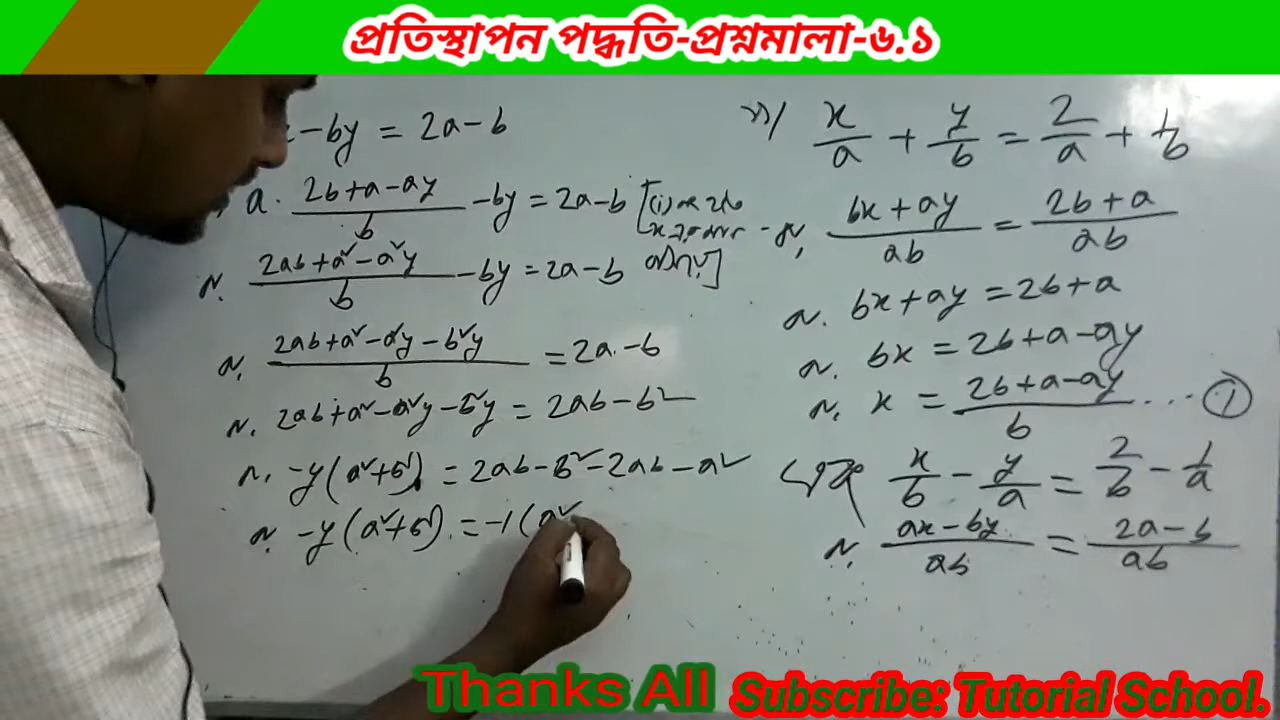 প্রতিস্থাপন পদ্ধতি-প্রশ্নমালা-৬.১
x/a + y/b = 2/a + 1/b
(bx + ay)/ab = (2b + a)/ab
বা, bx + ay = 2b + a
বা, bx = 2b + a - ay
বা, x = (2b + a - ay)/b ... ①
x/b - y/a = 2/b - 1/a
বা, (ax - by)/ab = (2a - b)/ab
- by = 2a - b
a. (2b + a - ay)/b - by = 2a - b
বা, (2ab + a² - a²y)/b - by = 2a - b
বা, (2ab + a² - a²y - b²y)/b = 2a - b
বা, 2ab + a² - a²y - b²y = 2ab - b²
বা, -y(a² + b²) = 2ab - b² - 2ab - a²
বা, -y(a² + b²) = -1(a²
Thanks All
Subscribe: Tutorial School.